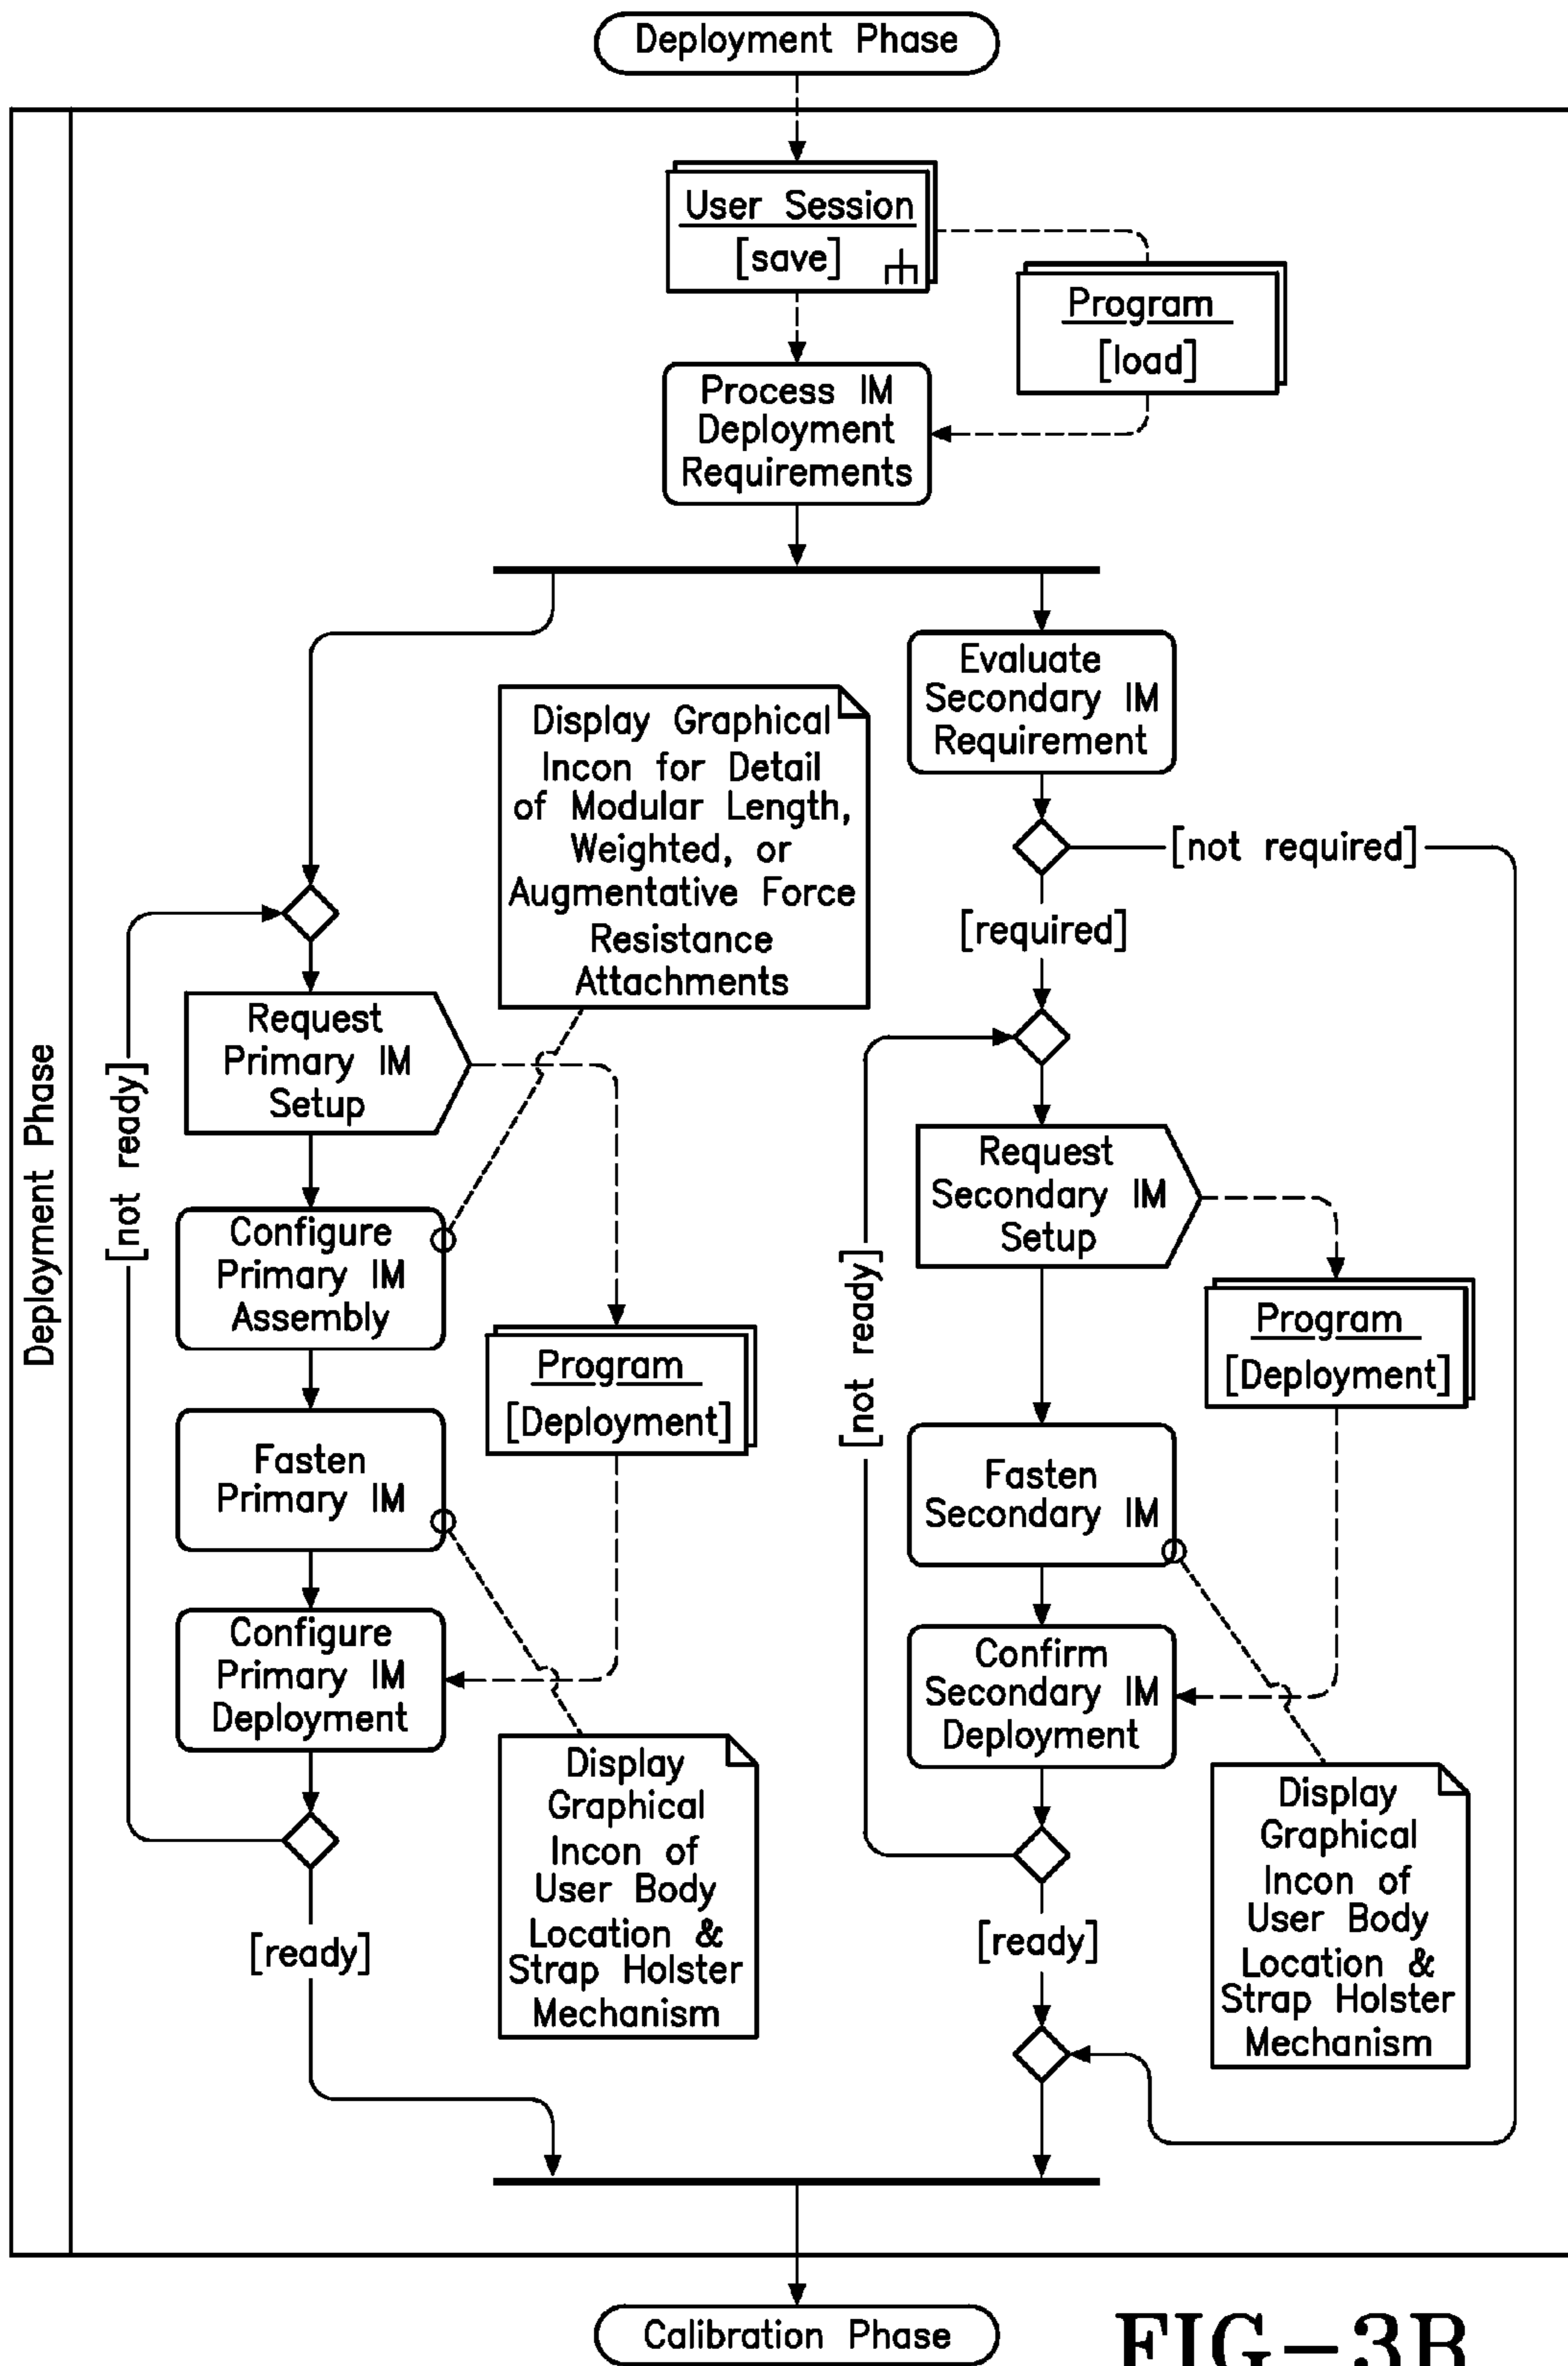 Deployment Phase
User Session
[save]
Program
[load]
Process IM
Deployment
Requirements
Evaluate
Secondary IM
Requirement
Display Graphical
Incon for Detail
of Modular Length,
Weighted, or
Augmentative Force
Resistance
Attachments
[not required]
[required]
Request
Primary IM
Setup
[not ready]
Deployment Phase
Configure
Primary IM
Assembly
Request
Secondary IM
Setup
[not ready]
Program
[Deployment]
Program
[Deployment]
Fasten
Primary IM
Fasten
Secondary IM
Configure
Primary IM
Deployment
Confirm
Secondary IM
Deployment
Display
Graphical
Incon of
User Body
Location &
Strap Holster
Mechanism
Display
Graphical
Incon of
User Body
Location &
Strap Holster
Mechanism
[ready]
[ready]
Calibration Phase
FIG-3B